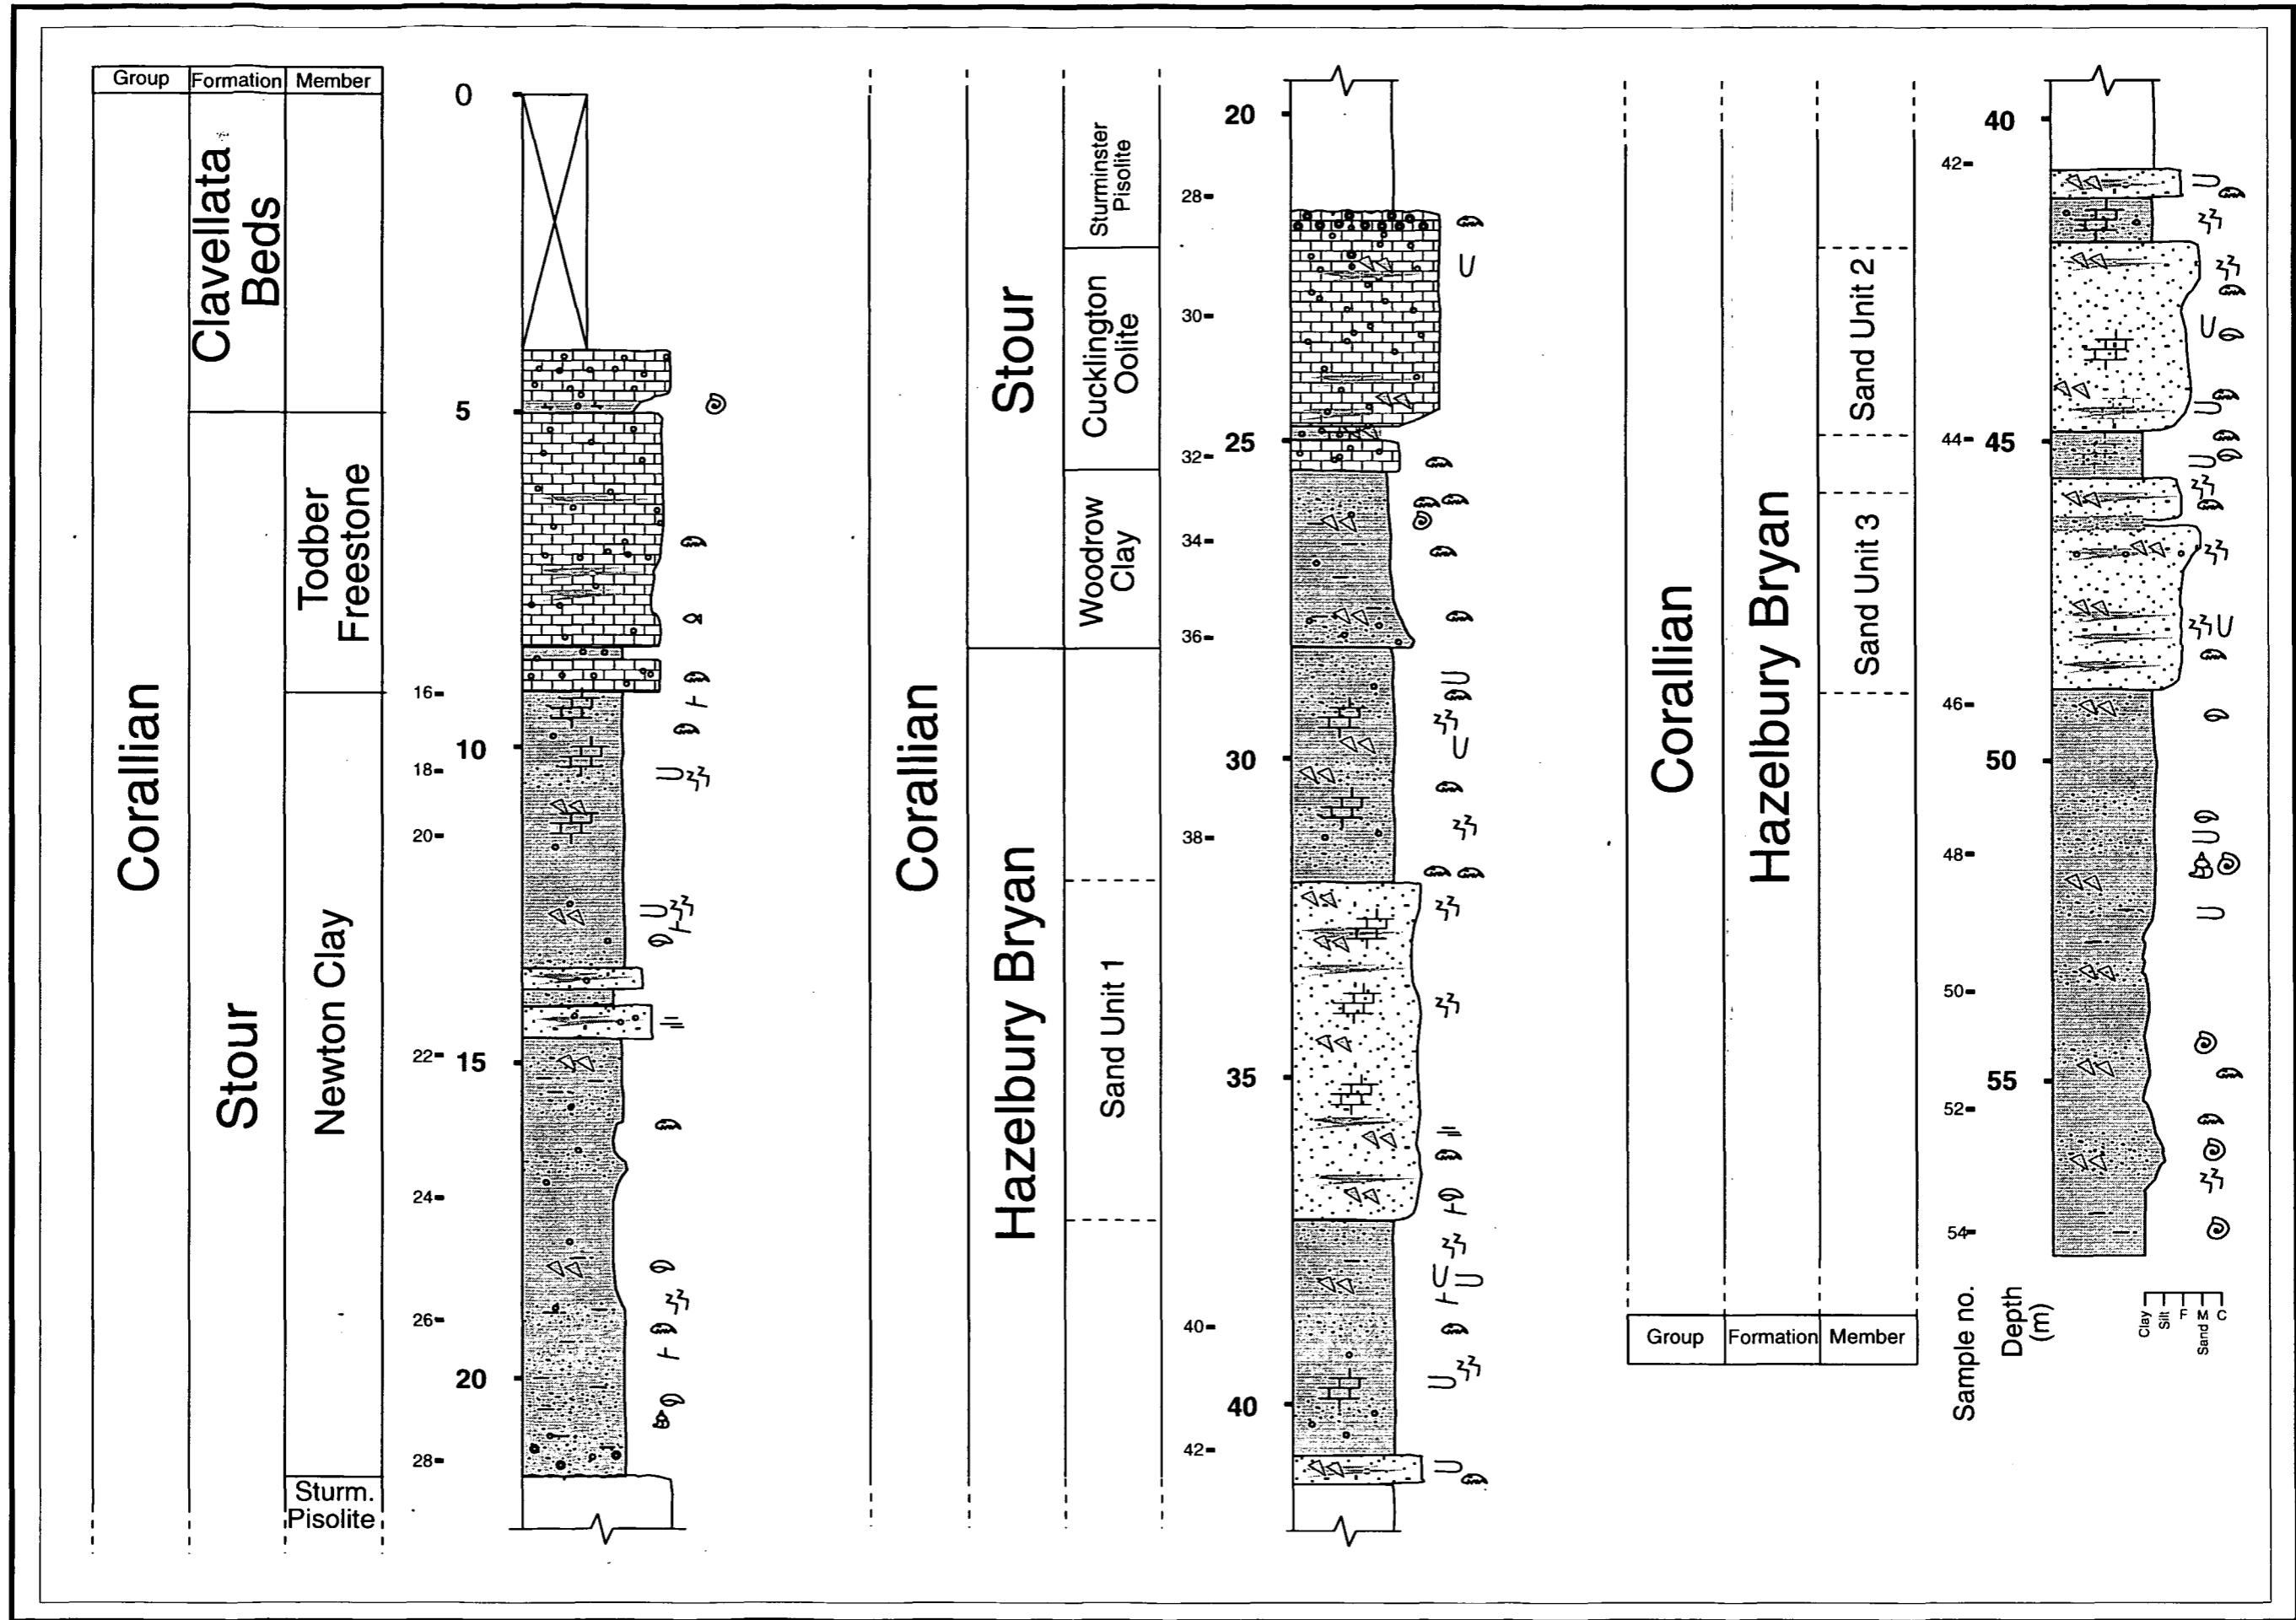 Group Formation Member
Corallian
Clavellata
Beds
Stour
Todber
Freestone
Newton Clay
Sturm.
Pisolite
16
18
20
22
24
26
28
0
5
10
15
20
Corallian
Stour
Hazelbury Bryan
Sturminster
Pisolite
Cucklington
Oolite
Woodrow
Clay
Sand Unit 1
28
30
32
34
36
38
40
42
20
25
30
35
40
Corallian
Hazelbury Bryan
Sand Unit 2
Sand Unit 3
Group Formation Member
42
44
46
48
50
52
54
Sample no.
40
45
50
55
Depth
(m)
Clay
Silt
F
M
C
Sand